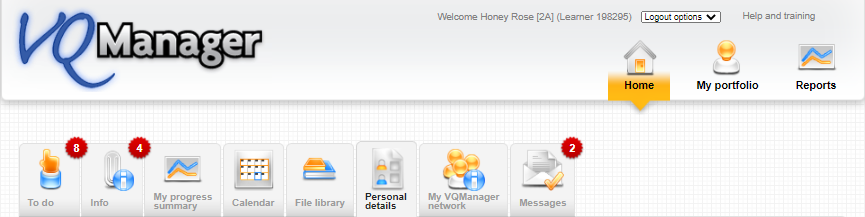 VQManager
Welcome Honey Rose [2A] (Learner 198295) Logout options Help and training
Home My portfolio Reports
8 4 2
To do Info My progress summary Calendar File library Personal details My VQManager network Messages